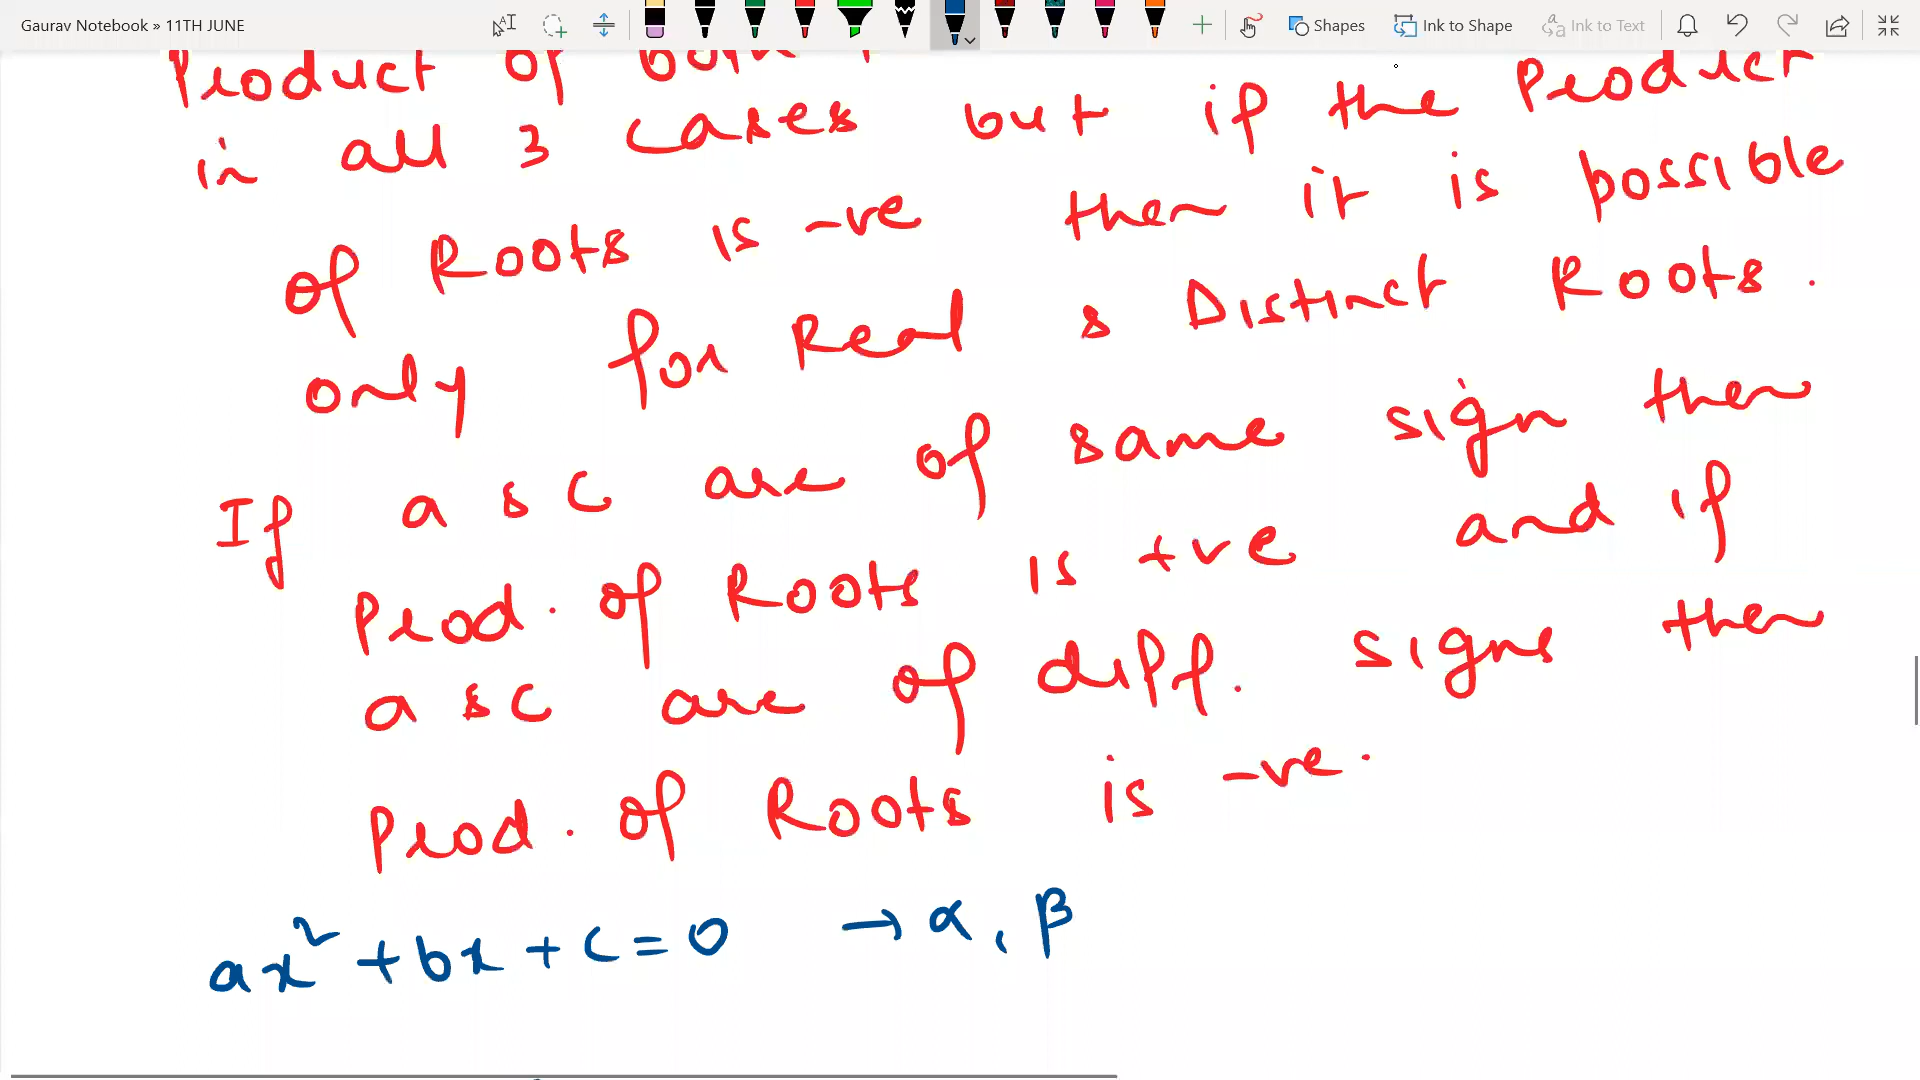 Gaurav Notebook » 11TH JUNE
Shapes
Ink to Shape
Ink to Text
Product of both
in all 3 cases but if the Product
of Roots is -ve then it is possible
only for Real & Distinct Roots.
If a & c are of same sign then
Prod. of Roots is +ve and if
a & c are of diff. signs then
Prod. of Roots is -ve.
ax² + bx + c = 0 → α, β